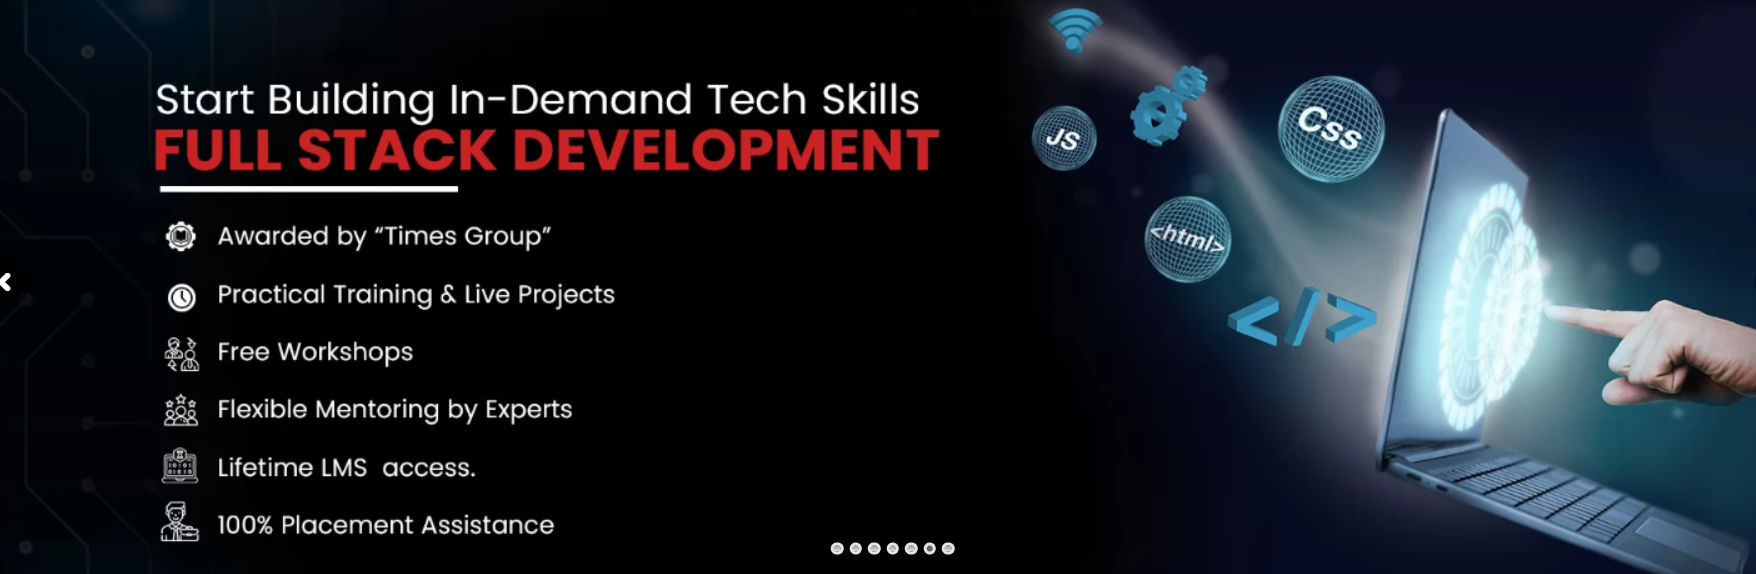 Start Building In-Demand Tech Skills
FULL STACK DEVELOPMENT
Awarded by “Times Group”
Practical Training & Live Projects
Free Workshops
Flexible Mentoring by Experts
Lifetime LMS  access.
100% Placement Assistance
JS
Css
<html>
</>